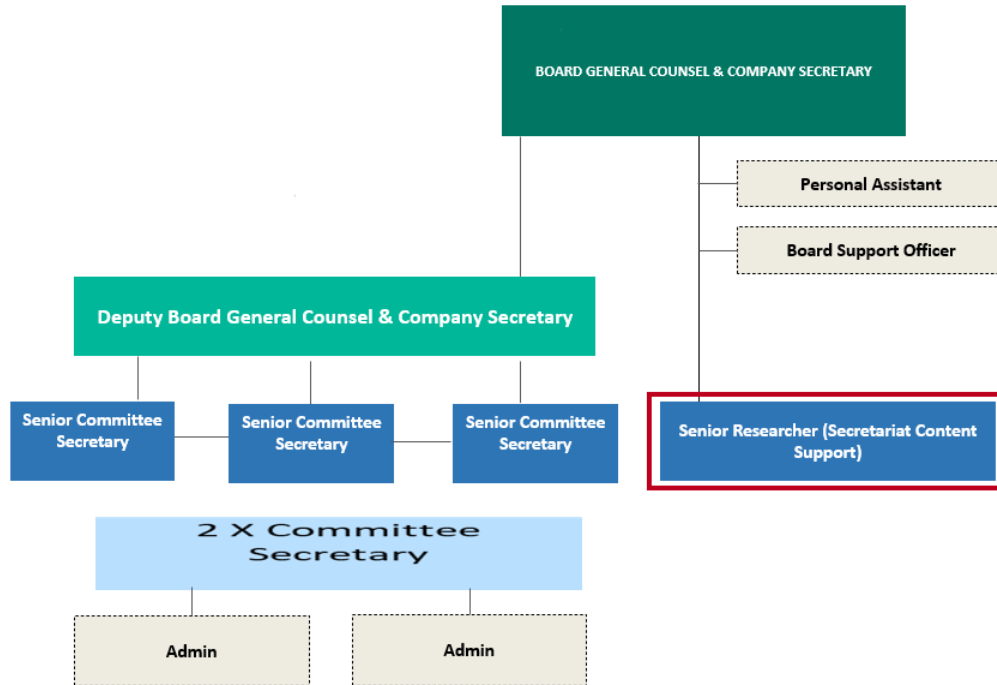 BOARD GENERAL COUNSEL & COMPANY SECRETARY
Personal Assistant
Board Support Officer
Deputy Board General Counsel & Company Secretary
Senior Committee
Secretary
Senior Committee
Secretary
Senior Committee
Secretary
Senior Researcher (Secretariat Content
Support)
2 X Committee
Secretary
Admin
Admin